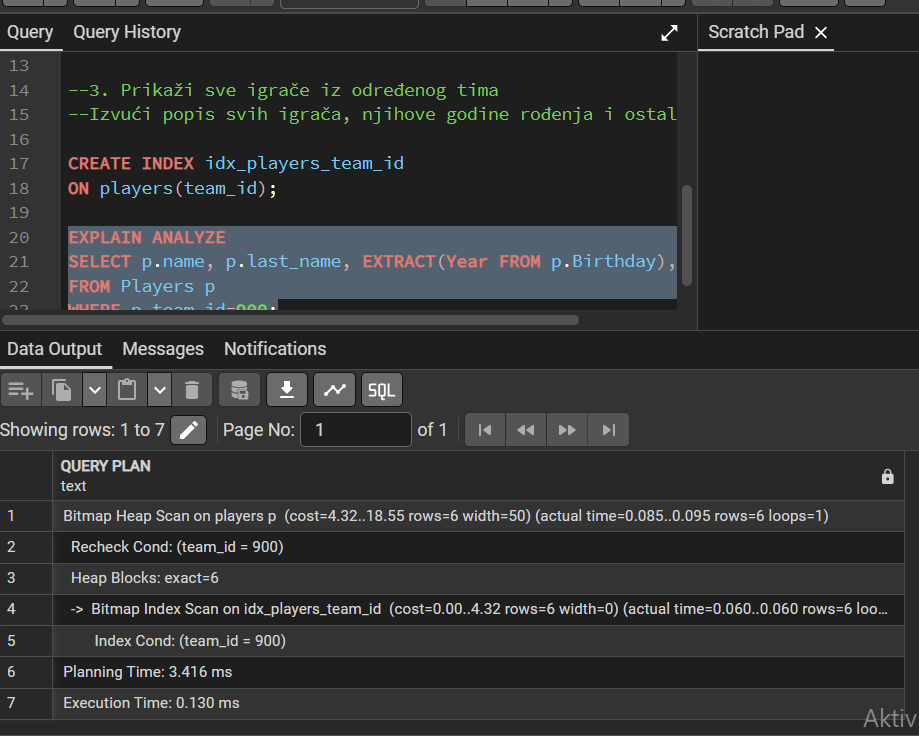 Query Query History
Scratch Pad
13
14 --3. Prikaži sve igrače iz određenog tima
15 --Izvući popis svih igrača, njihove godine rođenja i ostal
16
17 CREATE INDEX idx_players_team_id
18 ON players(team_id);
19
20 EXPLAIN ANALYZE
21 SELECT p.name, p.last_name, EXTRACT(Year FROM p.Birthday),
22 FROM Players p
23 WHERE p.team_id=900;
Data Output Messages Notifications
SQL
Showing rows: 1 to 7 Page No: 1 of 1
QUERY PLAN
text
1 Bitmap Heap Scan on players p (cost=4.32..18.55 rows=6 width=50) (actual time=0.085..0.095 rows=6 loops=1)
2 Recheck Cond: (team_id = 900)
3 Heap Blocks: exact=6
4 -> Bitmap Index Scan on idx_players_team_id (cost=0.00..4.32 rows=6 width=0) (actual time=0.060..0.060 rows=6 loo...
5 Index Cond: (team_id = 900)
6 Planning Time: 3.416 ms
7 Execution Time: 0.130 ms
Aktiv